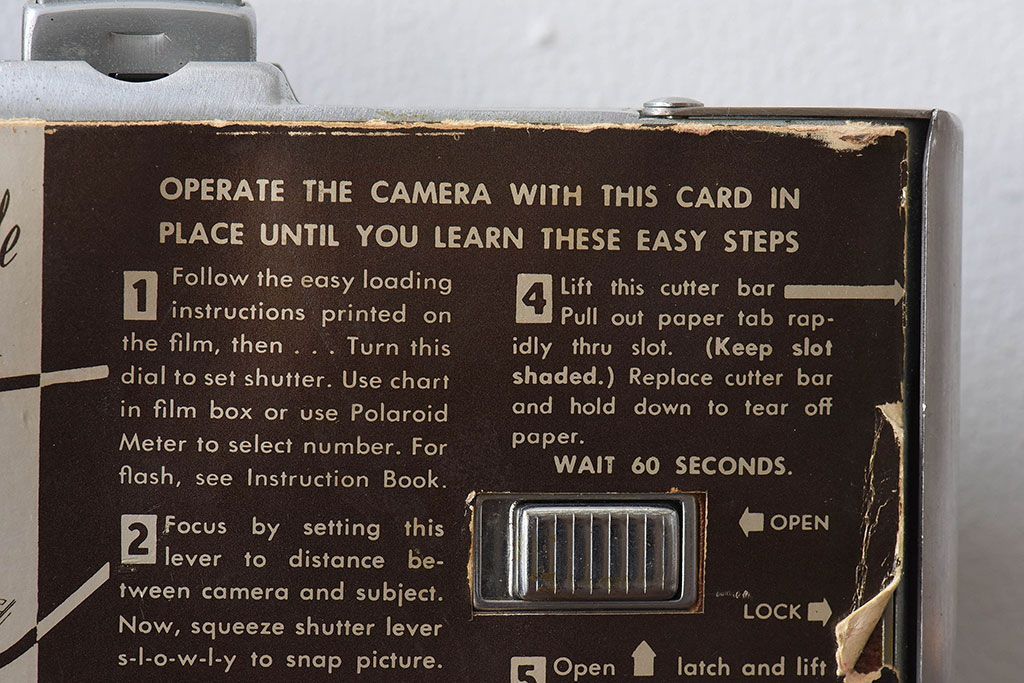 OPERATE THE CAMERA WITH THIS CARD IN
PLACE UNTIL YOU LEARN THESE EASY STEPS
1 Follow the easy loading
instructions printed on
the film, then . . . Turn this
dial to set shutter. Use chart
in film box or use Polaroid
Meter to select number. For
flash, see Instruction Book.
2 Focus by setting this
lever to distance be-
tween camera and subject.
Now, squeeze shutter lever
s-l-o-w-l-y to snap picture.
4 Lift this cutter bar
Pull out paper tab rap-
idly thru slot. (Keep slot
shaded.) Replace cutter bar
and hold down to tear off
paper.
WAIT 60 SECONDS.
OPEN
LOCK
5 Open latch and lift